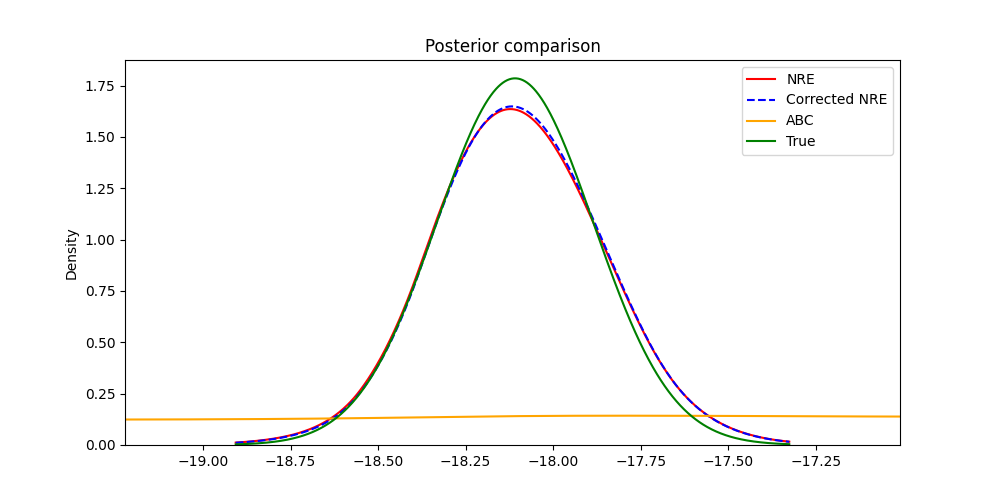 Posterior comparison
NRE
Corrected NRE
ABC
True
Density
1.75
1.50
1.25
1.00
0.75
0.50
0.25
0.00
−19.00 −18.75 −18.50 −18.25 −18.00 −17.75 −17.50 −17.25